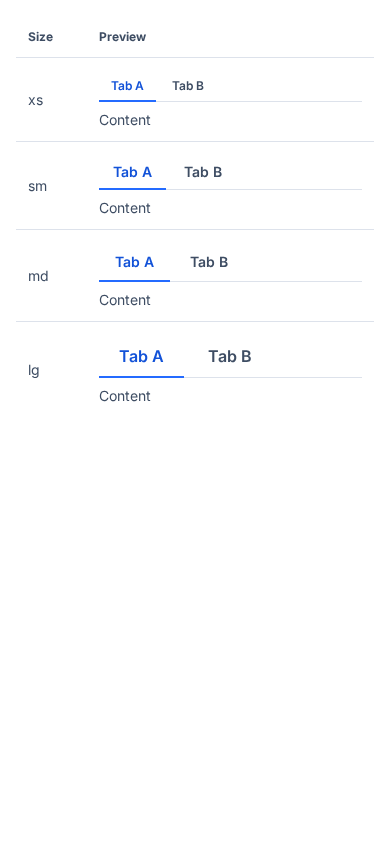 Size Preview
xs
Tab A Tab B
Content
sm
Tab A Tab B
Content
md
Tab A Tab B
Content
lg
Tab A Tab B
Content